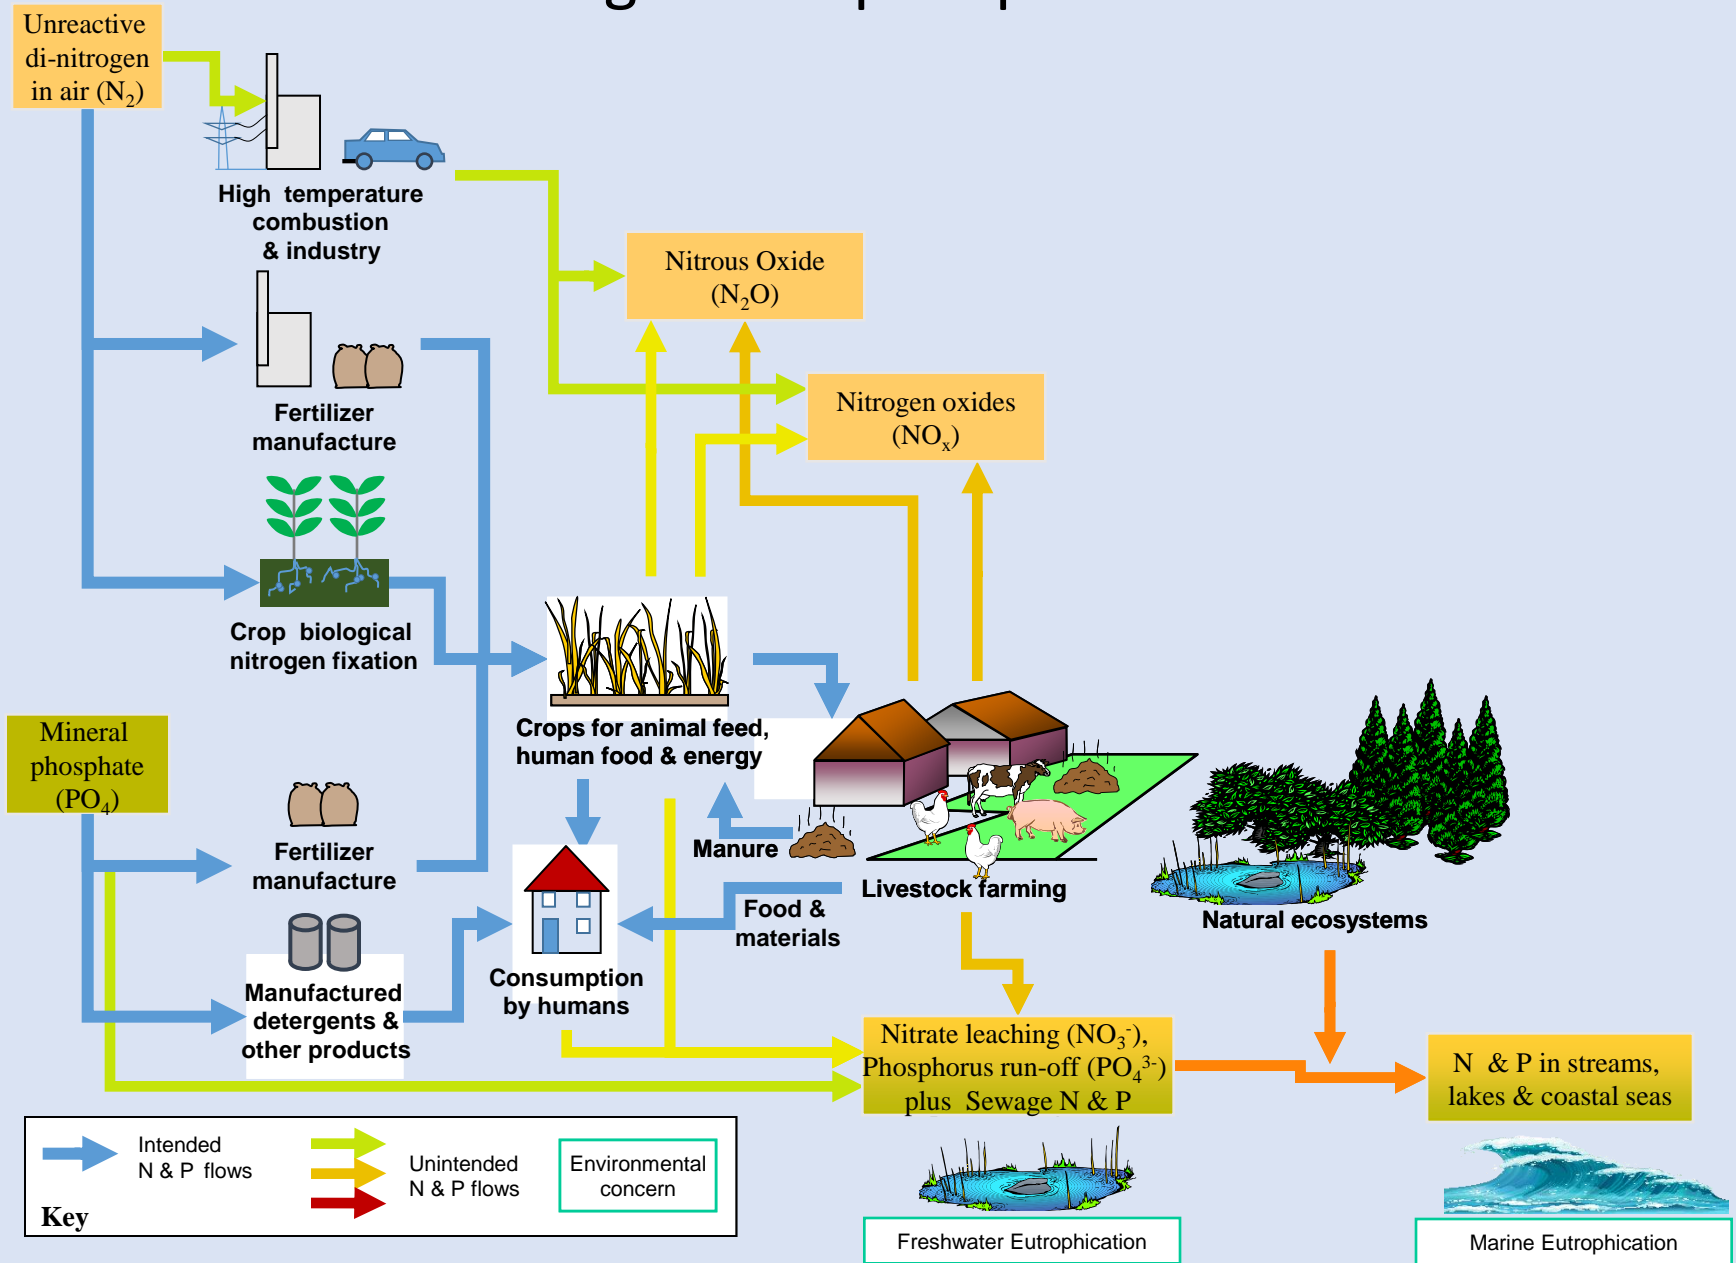 Unreactive
di-nitrogen
in air (N₂)
High temperature
combustion
& industry
Nitrous Oxide
(N₂O)
Nitrogen oxides
(NOₓ)
Fertilizer
manufacture
Crop biological
nitrogen fixation
Crops for animal feed,
human food & energy
Mineral
phosphate
(PO₄)
Fertilizer
manufacture
Manure
Livestock farming
Food &
materials
Natural ecosystems
Manufactured
detergents &
other products
Consumption
by humans
Nitrate leaching (NO₃⁻),
Phosphorus run-off (PO₄³⁻)
plus Sewage N & P
N & P in streams,
lakes & coastal seas
Intended
N & P flows
Unintended
N & P flows
Environmental
concern
Key
Freshwater Eutrophication
Marine Eutrophication